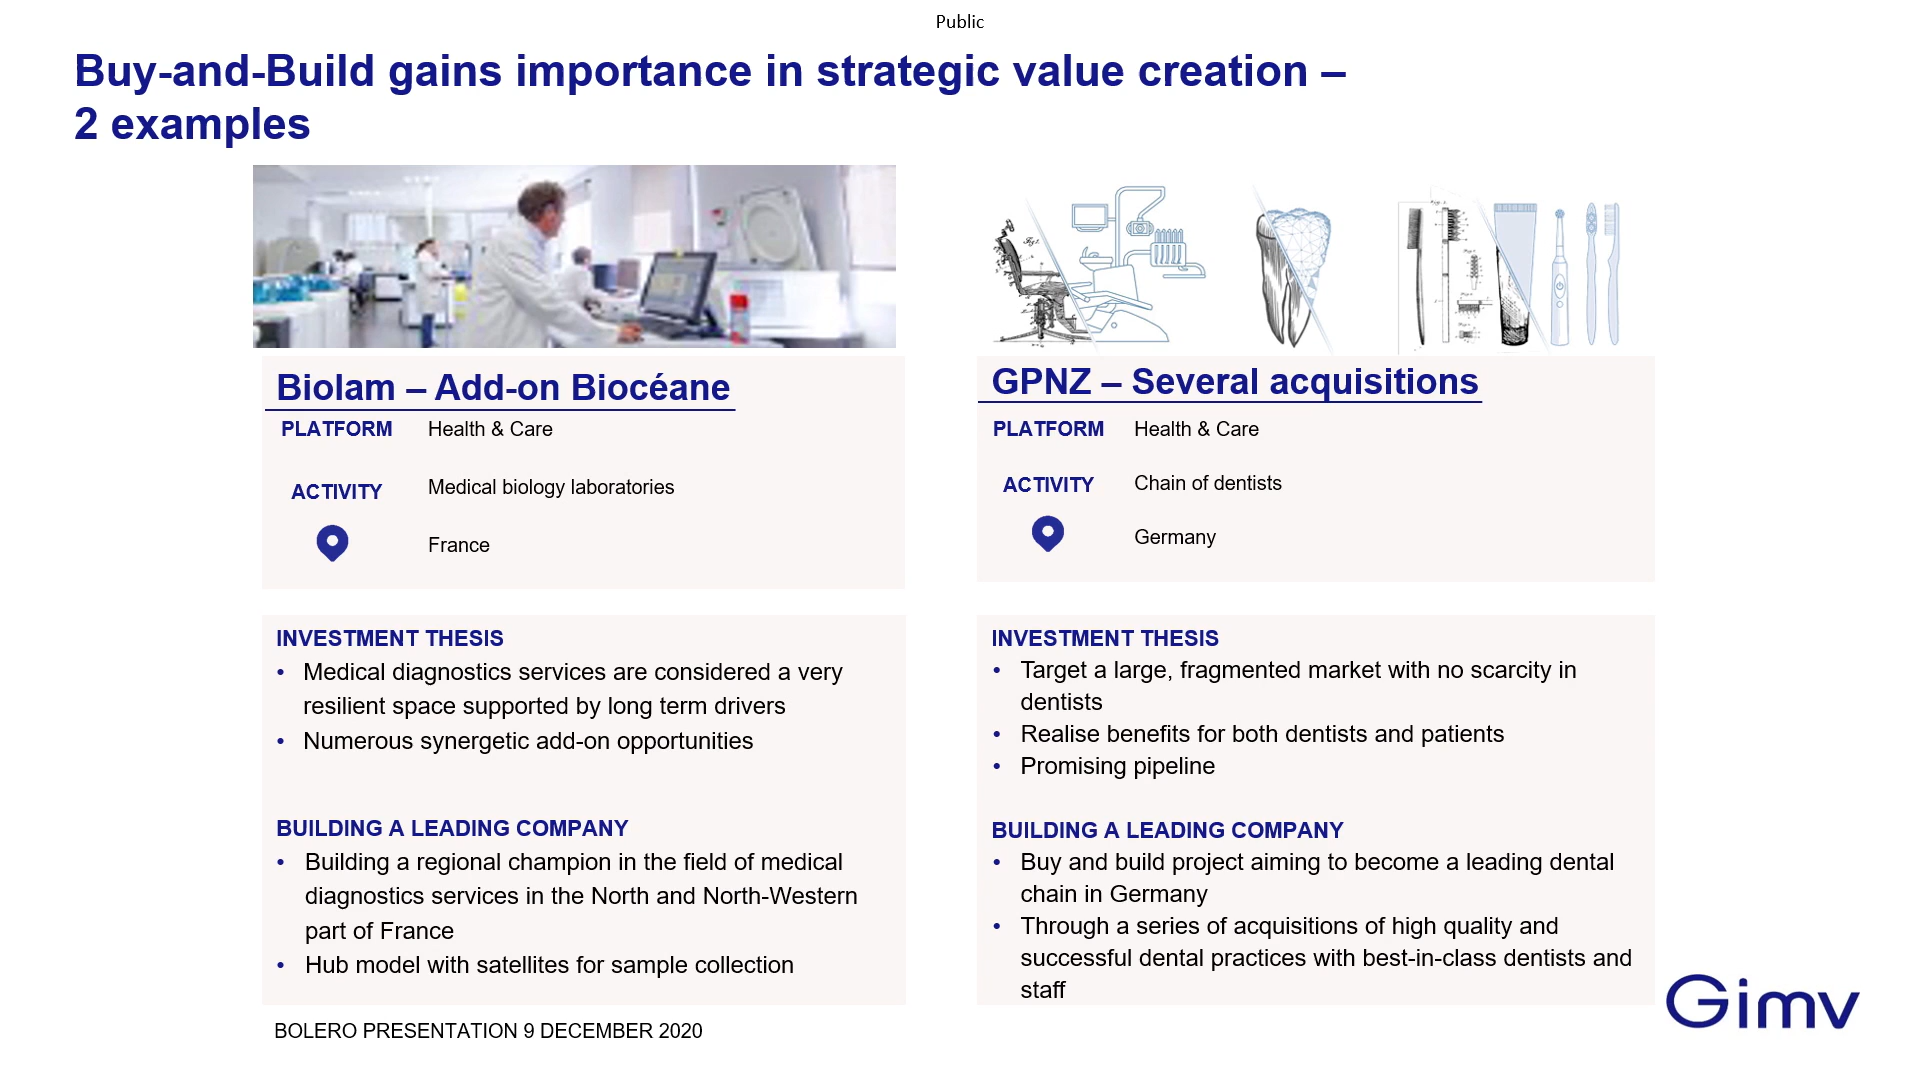 Public
Buy-and-Build gains importance in strategic value creation –
2 examples
Biolam – Add-on Biocéane
PLATFORM Health & Care
ACTIVITY Medical biology laboratories
France
INVESTMENT THESIS
• Medical diagnostics services are considered a very
resilient space supported by long term drivers
• Numerous synergetic add-on opportunities
BUILDING A LEADING COMPANY
• Building a regional champion in the field of medical
diagnostics services in the North and North-Western
part of France
• Hub model with satellites for sample collection
GPNZ – Several acquisitions
PLATFORM Health & Care
ACTIVITY Chain of dentists
Germany
INVESTMENT THESIS
• Target a large, fragmented market with no scarcity in
dentists
• Realise benefits for both dentists and patients
• Promising pipeline
BUILDING A LEADING COMPANY
• Buy and build project aiming to become a leading dental
chain in Germany
• Through a series of acquisitions of high quality and
successful dental practices with best-in-class dentists and
staff
BOLERO PRESENTATION 9 DECEMBER 2020
Gimv